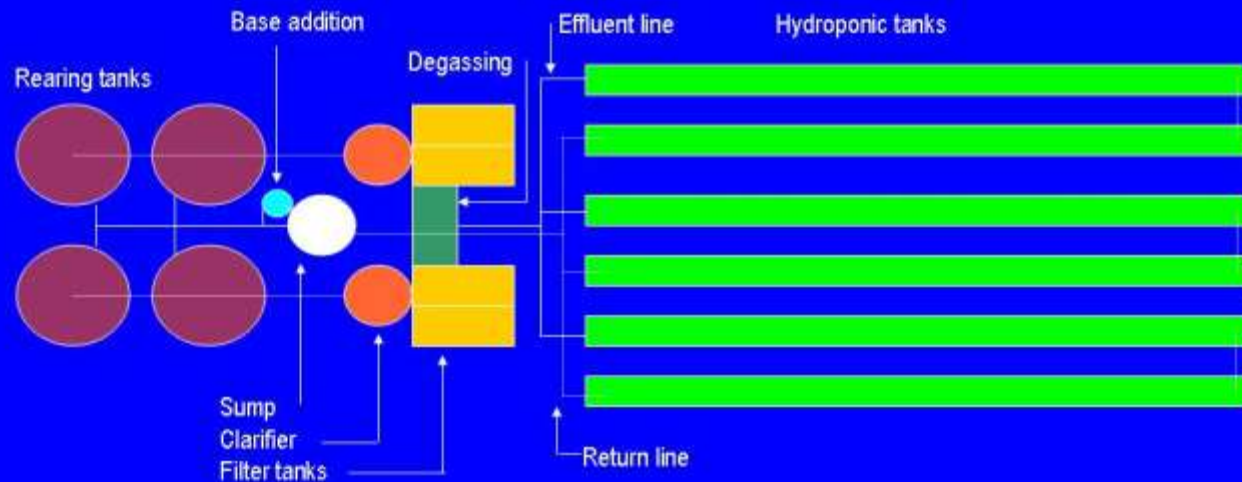 Base addition
Effluent line
Hydroponic tanks
Degassing
Rearing tanks
Sump
Clarifier
Filter tanks
Return line